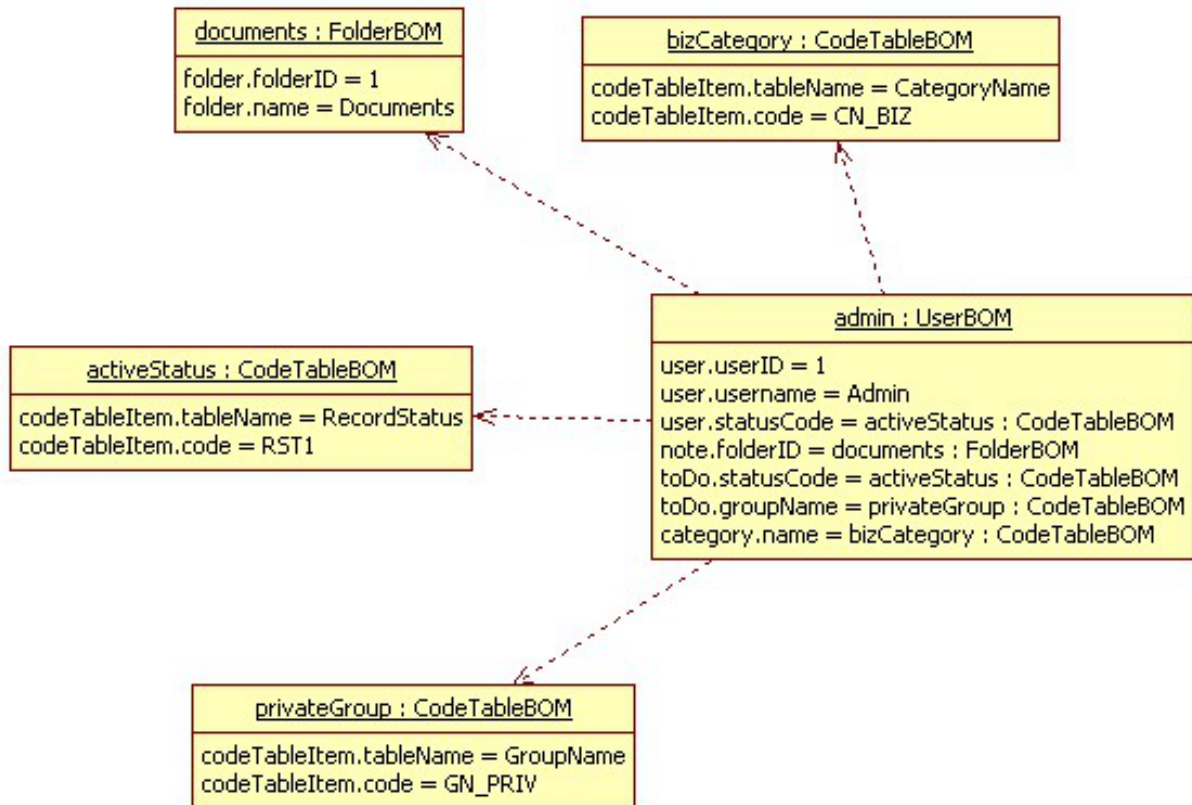 documents : FolderBOM
folder.folderID = 1
folder.name = Documents
bizCategory : CodeTableBOM
codeTableItem.tableName = CategoryName
codeTableItem.code = CN_BIZ
admin : UserBOM
user.userID = 1
user.username = Admin
user.statusCode = activeStatus : CodeTableBOM
note.folderID = documents : FolderBOM
toDo.statusCode = activeStatus : CodeTableBOM
toDo.groupName = privateGroup : CodeTableBOM
category.name = bizCategory : CodeTableBOM
activeStatus : CodeTableBOM
codeTableItem.tableName = RecordStatus
codeTableItem.code = RST1
privateGroup : CodeTableBOM
codeTableItem.tableName = GroupName
codeTableItem.code = GN_PRIV